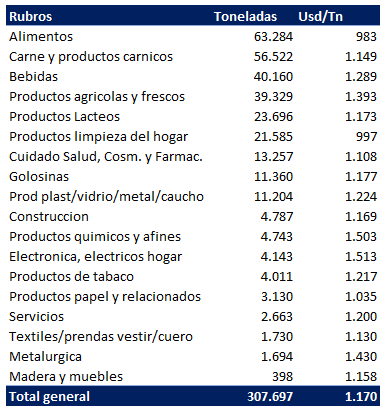 Rubros Toneladas Usd/Tn
Alimentos 63.284 983
Carne y productos carnicos 56.522 1.149
Bebidas 40.160 1.289
Productos agricolas y frescos 39.329 1.393
Productos Lacteos 23.696 1.173
Productos limpieza del hogar 21.585 997
Cuidado Salud, Cosm. y Farmac. 13.257 1.108
Golosinas 11.360 1.177
Prod plast/vidrio/metal/caucho 11.204 1.224
Construccion 4.787 1.169
Productos quimicos y afines 4.743 1.503
Electronica, electricos hogar 4.143 1.513
Productos de tabaco 4.011 1.217
Productos papel y relacionados 3.130 1.035
Servicios 2.663 1.200
Textiles/prendas vestir/cuero 1.730 1.130
Metalurgica 1.694 1.430
Madera y muebles 398 1.158
Total general 307.697 1.170